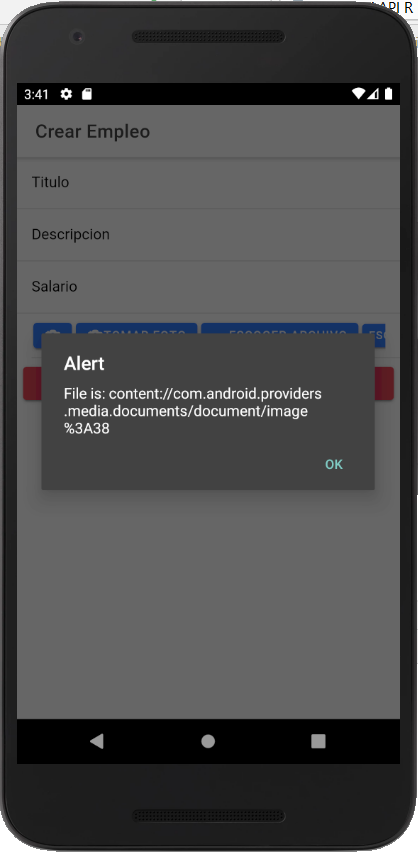 API R
3:41
Crear Empleo
Titulo
Descripcion
Salario
TOMAR FOTO
ESCOGER ARCHIVO
ESC
Alert
File is: content://com.android.providers
.media.documents/document/image
%3A38
OK